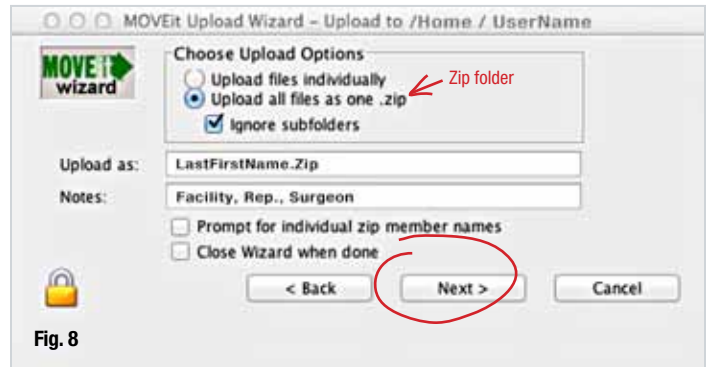 MOVEit Upload Wizard – Upload to /Home / UserName
MOVEit
wizard
Choose Upload Options
Upload files individually
Upload all files as one .zip
Zip folder
Ignore subfolders
Upload as:
LastFirstName.Zip
Notes:
Facility, Rep., Surgeon
Prompt for individual zip member names
Close Wizard when done
< Back
Next >
Cancel
Fig. 8